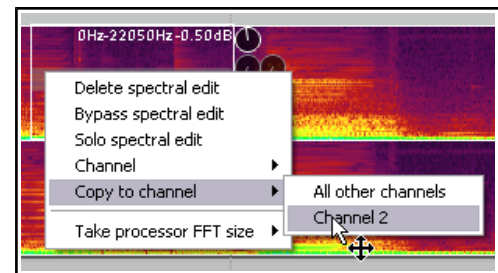 0Hz-22050Hz-0.50dB
Delete spectral edit
Bypass spectral edit
Solo spectral edit
Channel
Copy to channel
All other channels
Channel 2
Take processor FFT size